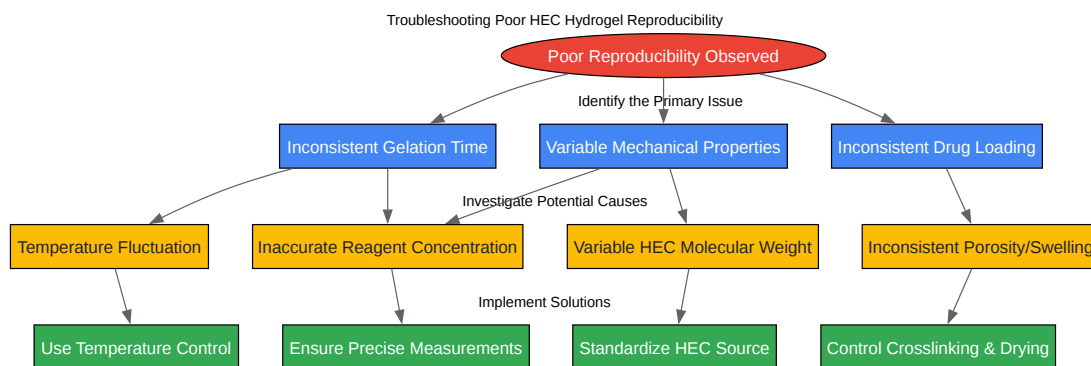 Troubleshooting Poor HEC Hydrogel Reproducibility
Poor Reproducibility Observed
Identify the Primary Issue
Inconsistent Gelation Time
Variable Mechanical Properties
Inconsistent Drug Loading
Investigate Potential Causes
Temperature Fluctuation
Inaccurate Reagent Concentration
Variable HEC Molecular Weight
Inconsistent Porosity/Swelling
Implement Solutions
Use Temperature Control
Ensure Precise Measurements
Standardize HEC Source
Control Crosslinking & Drying